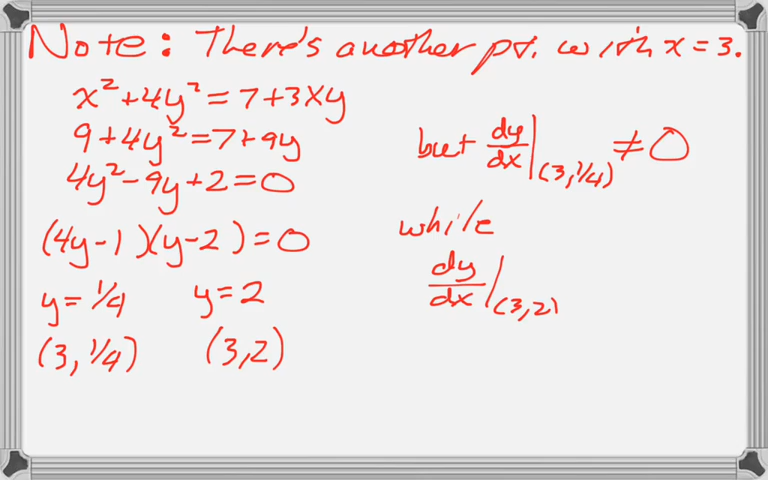 Note: There's another pt. with x = 3.
x² + 4y² = 7 + 3xy
9 + 4y² = 7 + 9y
4y² - 9y + 2 = 0
(4y - 1)(y - 2) = 0
y = 1/4 y = 2
(3, 1/4) (3, 2)
but dy/dx|(3, 1/4) ≠ 0
while
dy/dx|(3, 2)